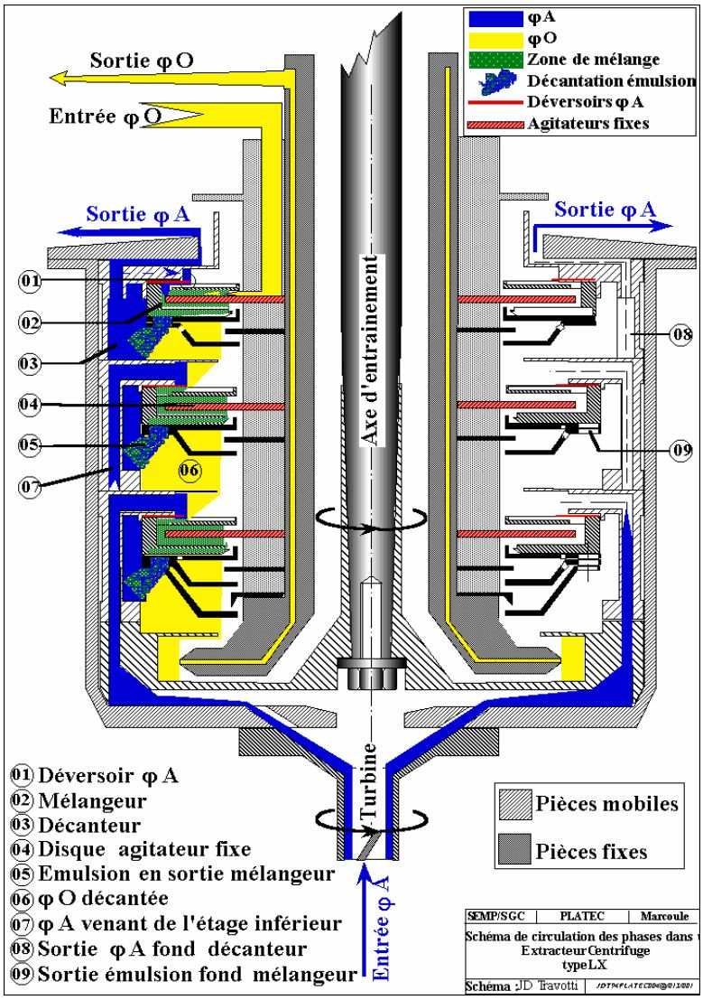 φA
φO
Zone de mélange
Décantation émulsion
Déversoirs φA
Agitateurs fixes
Sortie φO
Entrée φO
Sortie φA
Sortie φA
01
02
03
04
05
06
07
08
09
Axe d'entrainement
Turbine
Entrée φA
01 Déversoir φA
02 Mélangeur
03 Décanteur
04 Disque agitateur fixe
05 Emulsion en sortie mélangeur
06 φO décantée
07 φA venant de l'étage inférieur
08 Sortie φA fond décanteur
09 Sortie émulsion fond mélangeur
Pièces mobiles
Pièces fixes
SEMP/SGC PLATEC Marcoule
Schéma de circulation des phases dans
Extracteur Centrifuge
type LX
Schéma : JD Travotti